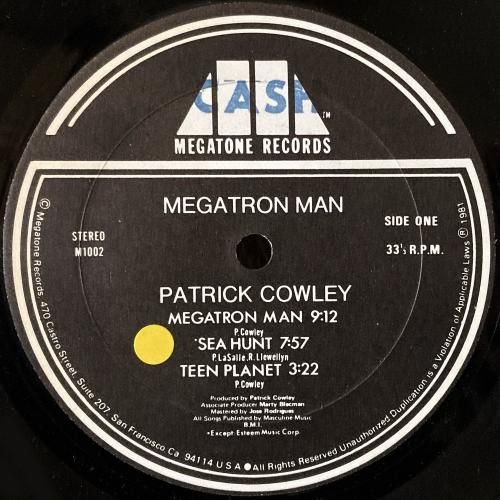 CASH
TM
MEGATONE RECORDS
MEGATRON MAN
STEREO
M1002
SIDE ONE
33⅓ R.P.M.
PATRICK COWLEY
MEGATRON MAN 9:12
P.Cowley
*SEA HUNT 7:57
P.LaSalle, R.Llewellyn
TEEN PLANET 3:22
P.Cowley
Produced by Patrick Cowley
Associate Producer Marty Blecman
Mastered by Jose Rodrigues
All Songs Published by Masculine Music
B.M.I.
*Except: Esteem Music Corp.
© Megatone Records, 470 Castro Street, Suite 207, San Francisco Ca. 94114 U S A ● All Rights Reserved Unauthorized Duplication is a Violation of Applicable Laws ℗ 1981